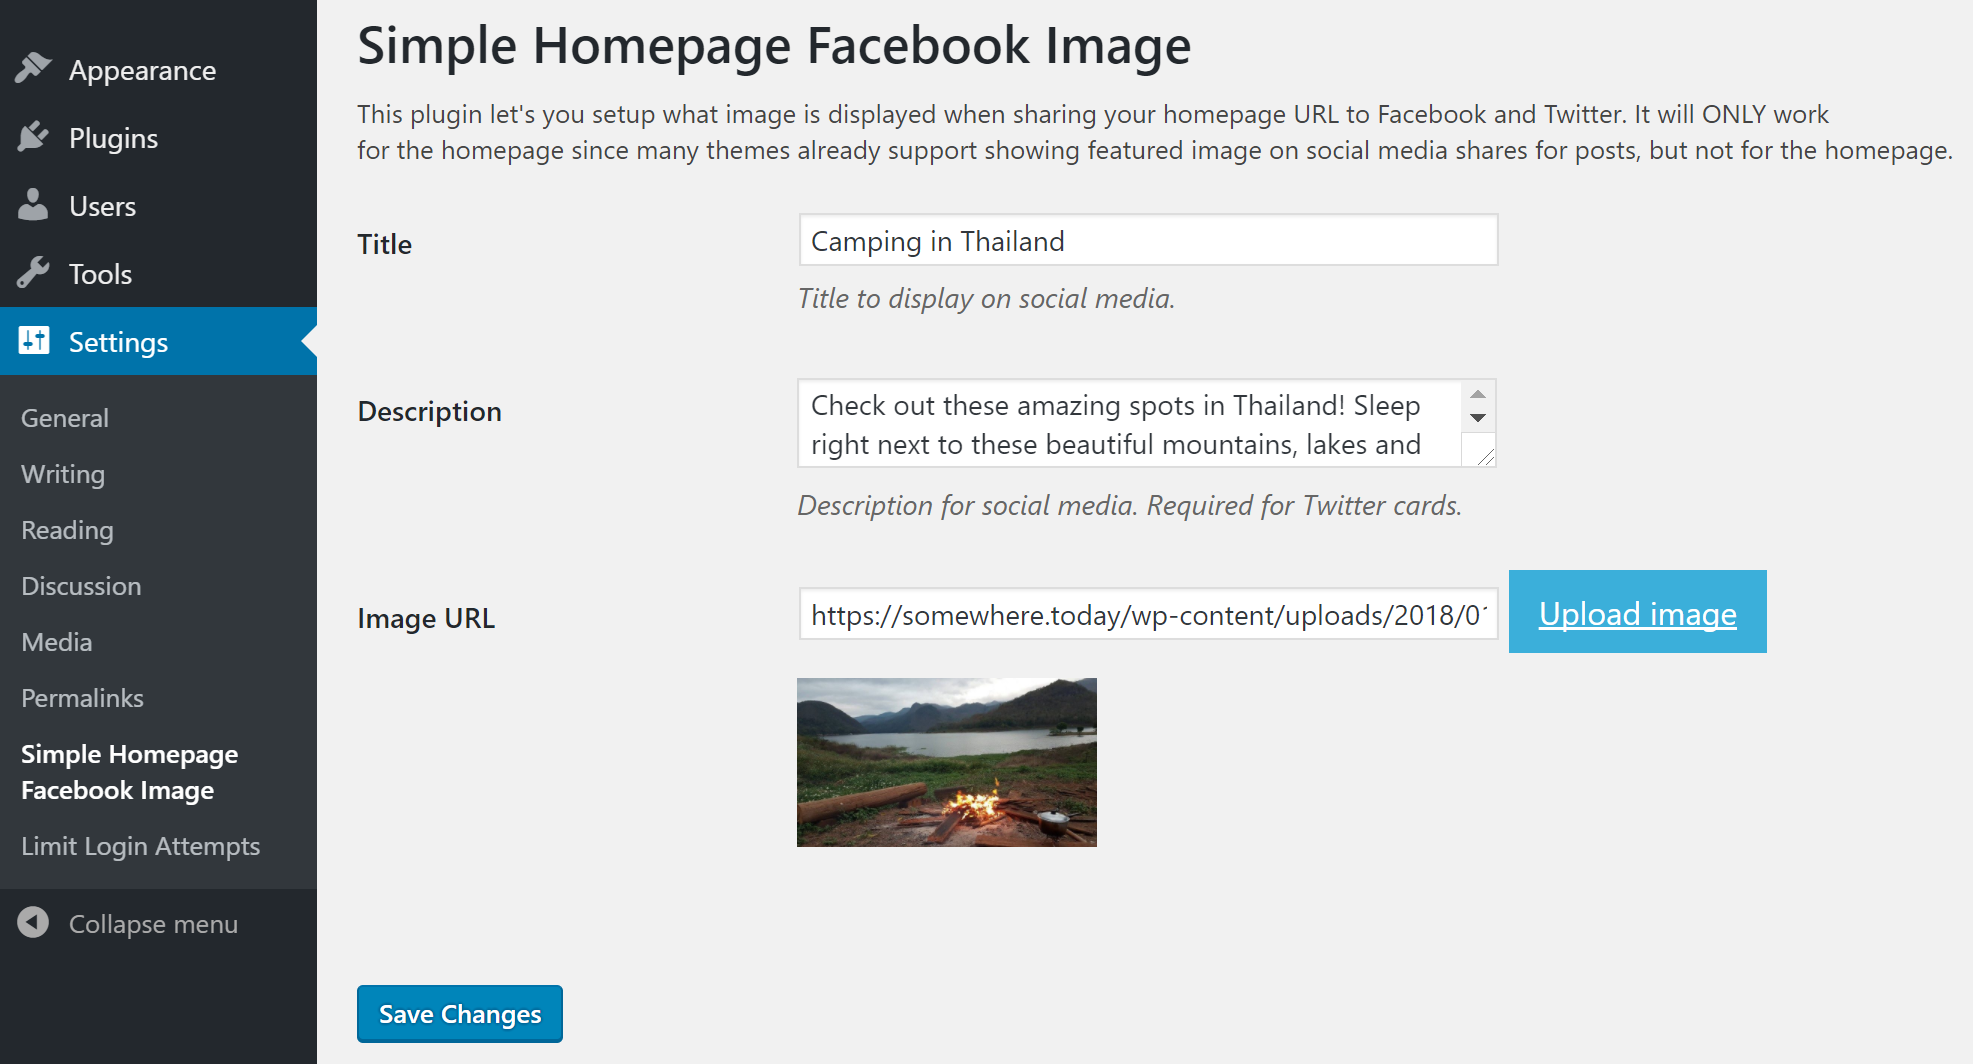 Appearance
Plugins
Users
Tools
Settings
General
Writing
Reading
Discussion
Media
Permalinks
Simple Homepage
Facebook Image
Limit Login Attempts
Collapse menu
Simple Homepage Facebook Image
This plugin let's you setup what image is displayed when sharing your homepage URL to Facebook and Twitter. It will ONLY work
for the homepage since many themes already support showing featured image on social media shares for posts, but not for the homepage.
Title
Camping in Thailand
Title to display on social media.
Description
Check out these amazing spots in Thailand! Sleep
right next to these beautiful mountains, lakes and
Description for social media. Required for Twitter cards.
Image URL
https://somewhere.today/wp-content/uploads/2018/01
Upload image
Save Changes